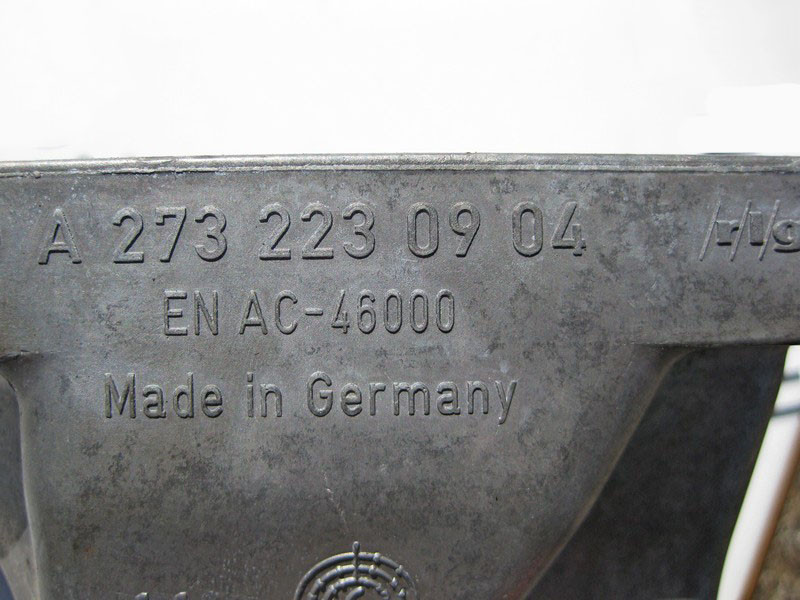 A 273 223 09 04 /r/l/g
EN AC-46000
Made in Germany